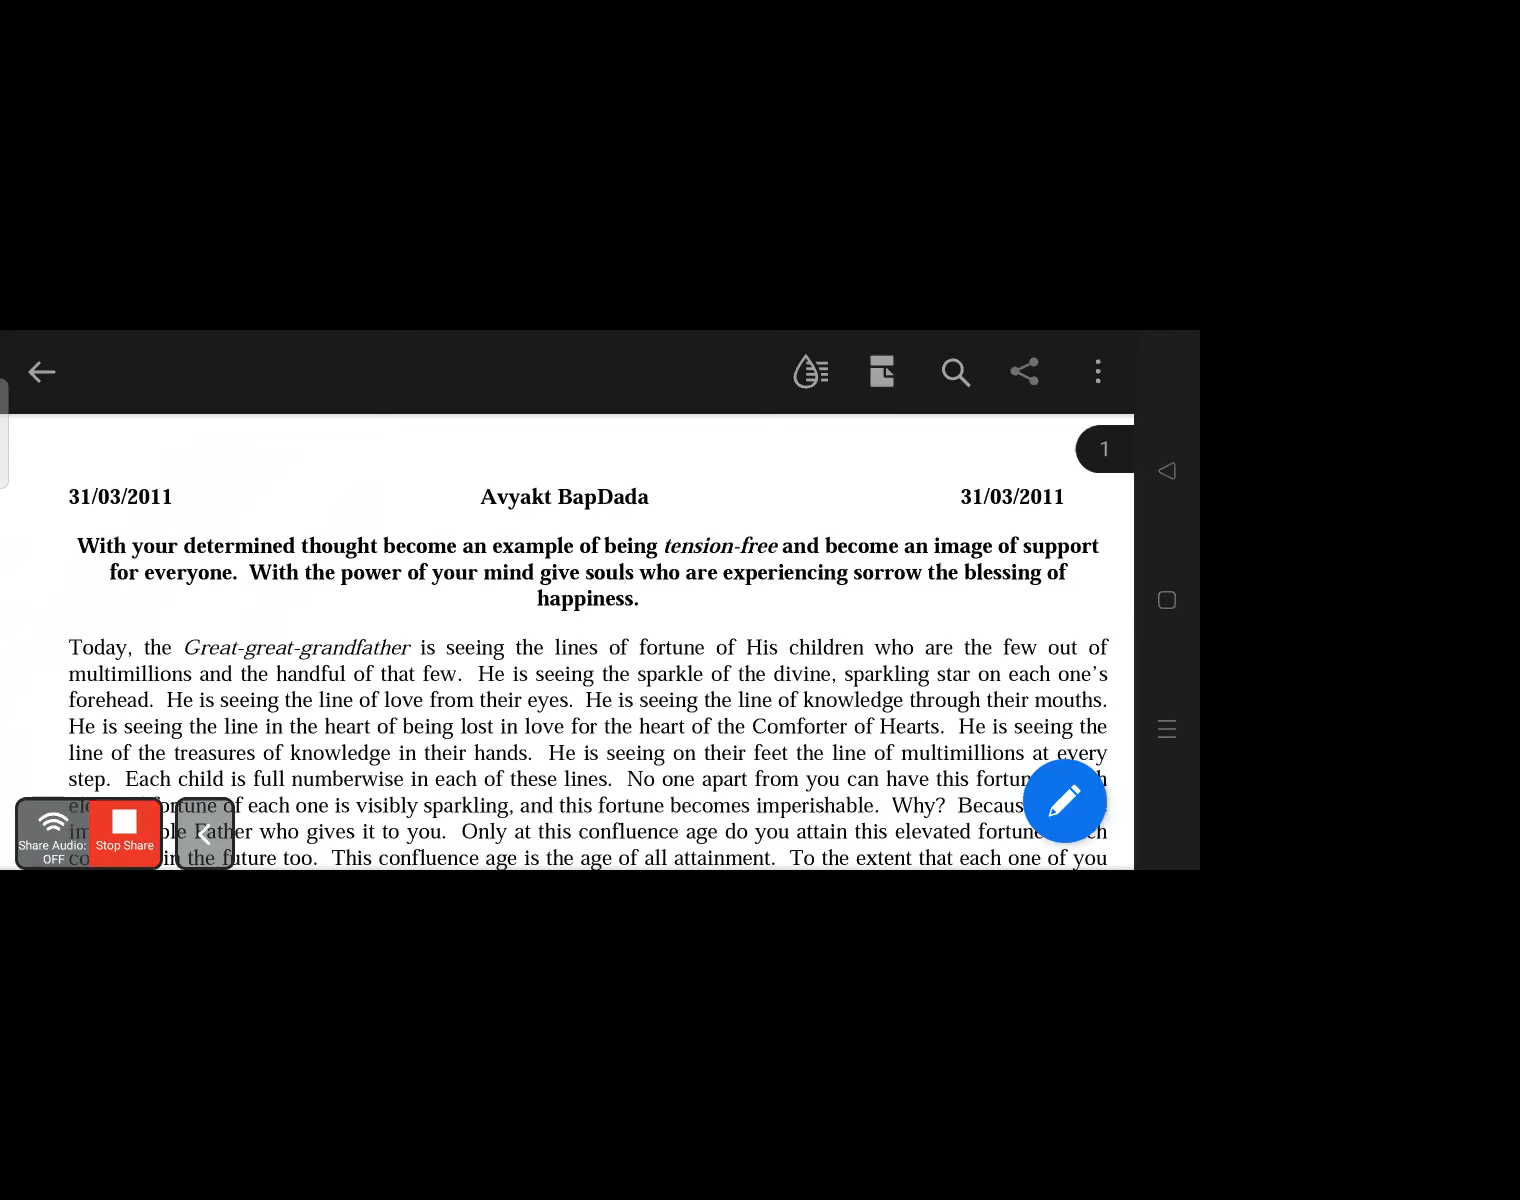 1
31/03/2011 Avyakt BapDada 31/03/2011
With your determined thought become an example of being tension-free and become an image of support
for everyone. With the power of your mind give souls who are experiencing sorrow the blessing of
happiness.
Today, the Great-great-grandfather is seeing the lines of fortune of His children who are the few out of
multimillions and the handful of that few. He is seeing the sparkle of the divine, sparkling star on each one's
forehead. He is seeing the line of love from their eyes. He is seeing the line of knowledge through their mouths.
He is seeing the line in the heart of being lost in love for the heart of the Comforter of Hearts. He is seeing the
line of the treasures of knowledge in their hands. He is seeing on their feet the line of multimillions at every
step. Each child is full numberwise in each of these lines. No one apart from you can have this
fortune of each one is visibly sparkling, and this fortune becomes imperishable. Why?
Father who gives it to you. Only at this confluence age do you attain this elevated
in the future too. This confluence age is the age of all attainment. To the extent that each one of you
Share Audio: OFF
Stop Share